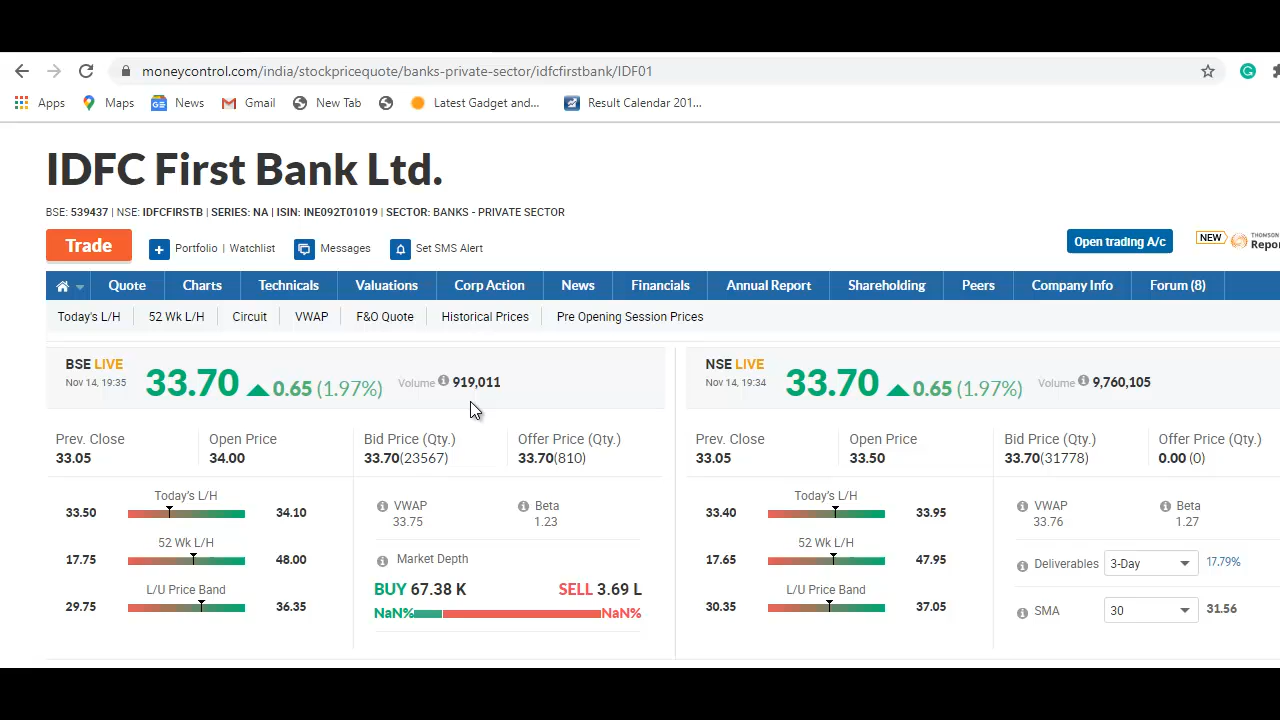 moneycontrol.com/india/stockpricequote/banks-private-sector/idfcfirstbank/IDF01
Apps Maps News Gmail New Tab Latest Gadget and... Result Calendar 201...
IDFC First Bank Ltd.
BSE: 539437 | NSE: IDFCFIRSTB | SERIES: NA | ISIN: INE092T01019 | SECTOR: BANKS - PRIVATE SECTOR
Trade + Portfolio | Watchlist Messages Set SMS Alert Open trading A/c NEW THOMSON
Repor
Quote Charts Technicals Valuations Corp Action News Financials Annual Report Shareholding Peers Company Info Forum (8)
Today's L/H 52 Wk L/H Circuit VWAP F&O Quote Historical Prices Pre Opening Session Prices
BSE LIVE
Nov 14, 19:35
33.70 0.65 (1.97%) Volume 919,011
Prev. Close
33.05
Open Price
34.00
Bid Price (Qty.)
33.70(23567)
Offer Price (Qty.)
33.70(810)
Today's L/H
33.50 34.10
52 Wk L/H
17.75 48.00
L/U Price Band
29.75 36.35
VWAP
33.75
Beta
1.23
Market Depth
BUY 67.38 K SELL 3.69 L
NaN% NaN%
NSE LIVE
Nov 14, 19:34
33.70 0.65 (1.97%) Volume 9,760,105
Prev. Close
33.05
Open Price
33.50
Bid Price (Qty.)
33.70(31778)
Offer Price (Qty.)
0.00 (0)
Today's L/H
33.40 33.95
52 Wk L/H
17.65 47.95
L/U Price Band
30.35 37.05
VWAP
33.76
Beta
1.27
Deliverables 3-Day 17.79%
SMA 30 31.56